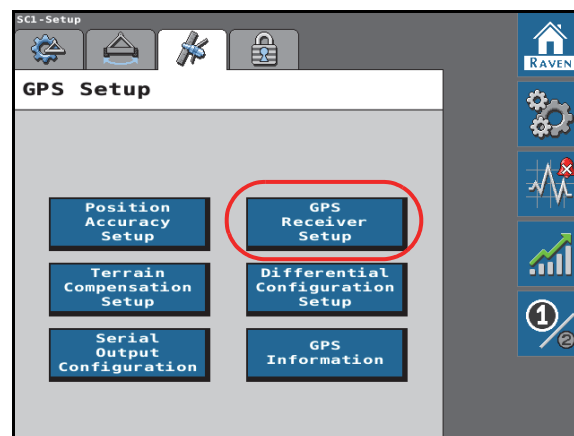 SC1-Setup
RAVEN
GPS Setup
Position
Accuracy
Setup
GPS
Receiver
Setup
Terrain
Compensation
Setup
Differential
Configuration
Setup
Serial
Output
Configuration
GPS
Information
1
2